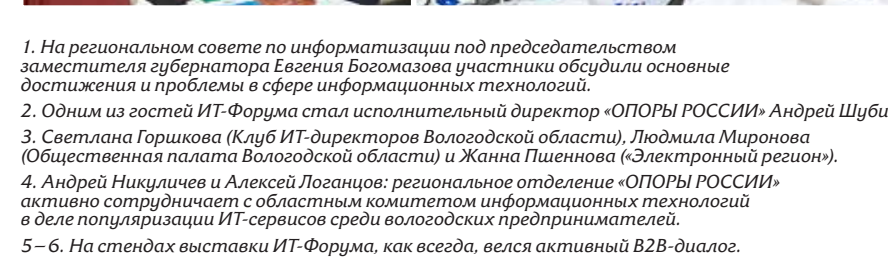 1. На региональном совете по информатизации под председательством
заместителя губернатора Евгения Богомазова участники обсудили основные
достижения и проблемы в сфере информационных технологий.
2. Одним из гостей ИТ-Форума стал исполнительный директор «ОПОРЫ РОССИИ» Андрей
3. Светлана Горшкова (Клуб ИТ-директоров Вологодской области), Людмила Миронова
(Общественная палата Вологодской области) и Жанна Пшеннова («Электронный регион»).
4. Андрей Никуличев и Алексей Логанцов: региональное отделение «ОПОРЫ РОССИИ»
активно сотрудничает с областным комитетом информационных технологий
в деле популяризации ИТ-сервисов среди вологодских предпринимателей.
5–6. На стендах выставки ИТ-Форума, как всегда, велся активный B2B-диалог.